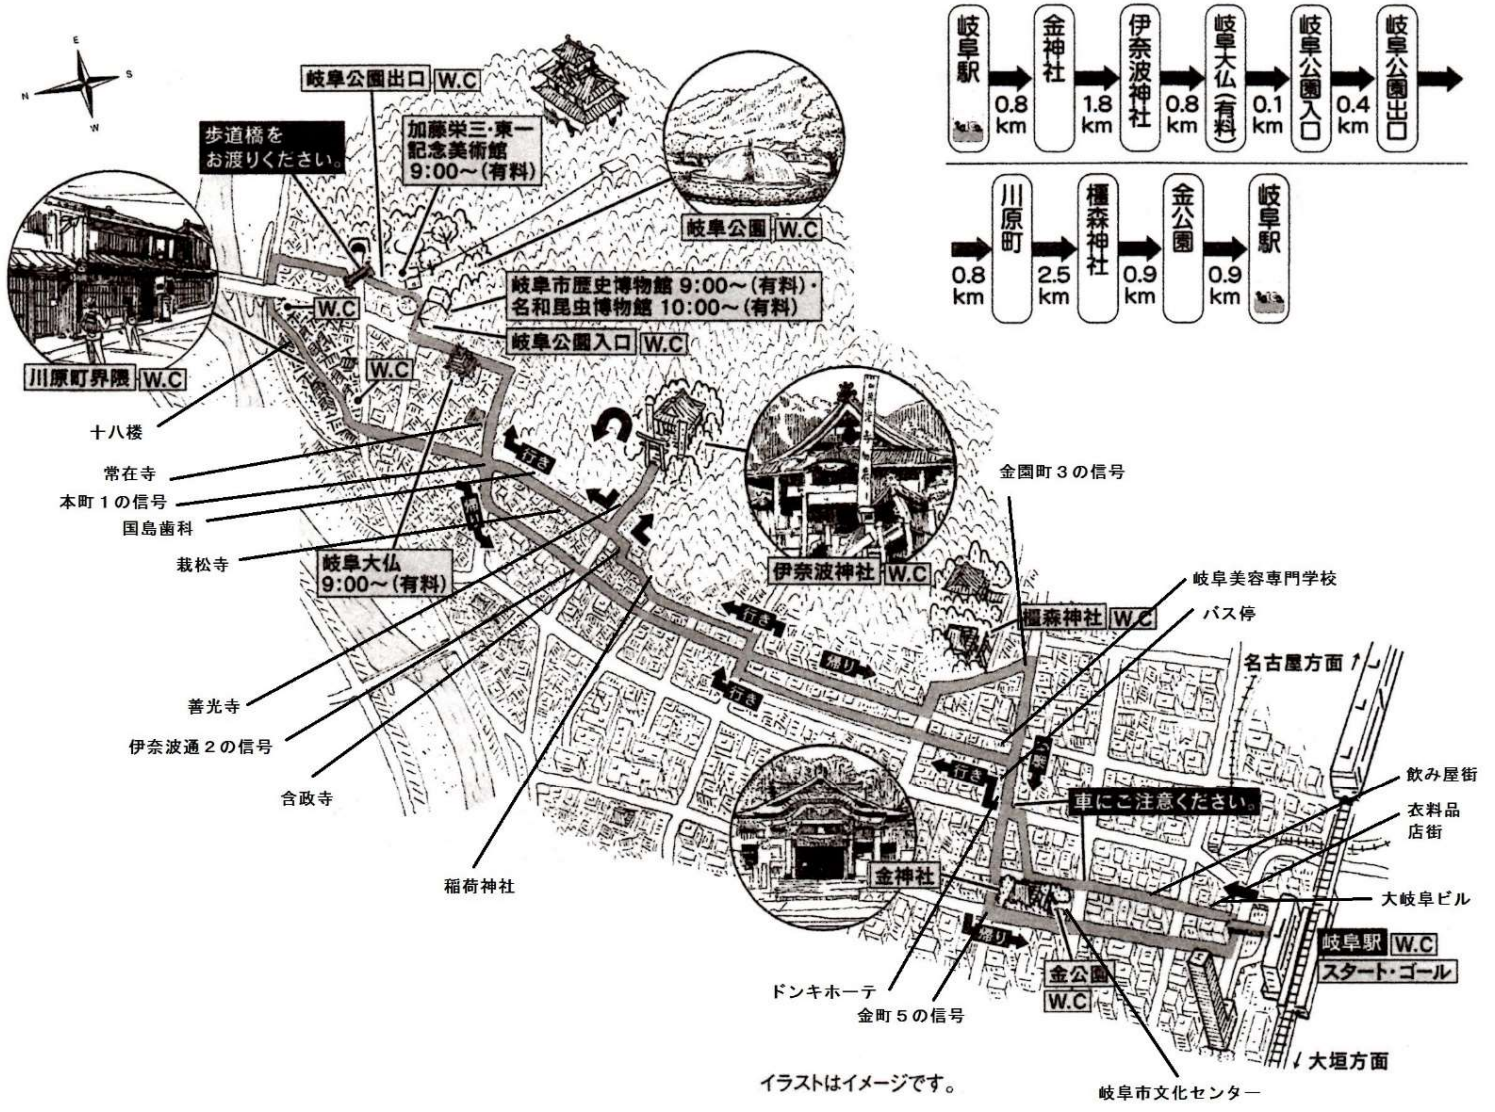 岐阜駅
金神社
伊奈波神社
岐阜大仏(有料)
岐阜公園入口
岐阜公園出口
0.8 km
1.8 km
0.8 km
0.1 km
0.4 km
川原町
橿森神社
金公園
岐阜駅
0.8 km
2.5 km
0.9 km
0.9 km
E
S
N
W
岐阜公園出口 W.C
歩道橋を
お渡りください。
加藤栄三・東一
記念美術館
9:00～(有料)
岐阜公園 W.C
岐阜市歴史博物館 9:00～(有料)・
名和昆虫博物館 10:00～(有料)
岐阜公園入口 W.C
W.C
W.C
川原町界隈 W.C
十八楼
常在寺
本町1の信号
国島歯科
栽松寺
岐阜大仏
9:00～(有料)
行き
帰り
伊奈波神社 W.C
金園町3の信号
岐阜美容専門学校
バス停
橿森神社 W.C
名古屋方面
行き
帰り
行き
善光寺
伊奈波通2の信号
含政寺
稲荷神社
行き
帰り
車にご注意ください。
飲み屋街
衣料品
店街
大岐阜ビル
金神社
帰り
岐阜駅 W.C
スタート・ゴール
金公園
W.C
ドンキホーテ
金町5の信号
大垣方面
イラストはイメージです。
岐阜市文化センター